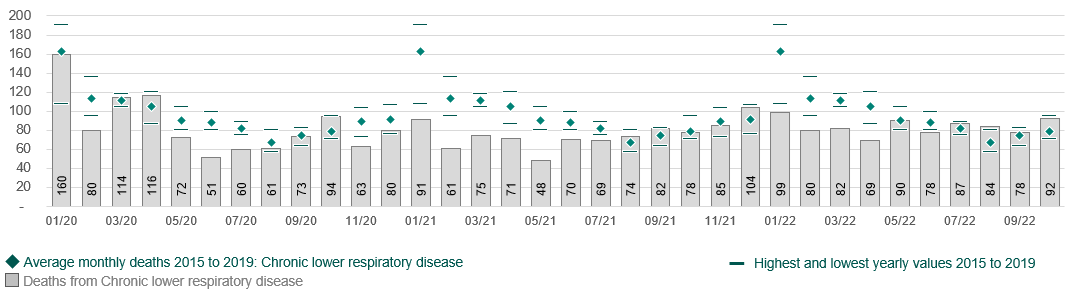 200
180
160
140
120
100
80
60
40
20
-
160 80 114 116 72 51 60 61 73 94 63 80 91 61 75 71 48 70 69 74 82 78 85 104 99 80 82 69 90 78 87 84 78 92
01/20 03/20 05/20 07/20 09/20 11/20 01/21 03/21 05/21 07/21 09/21 11/21 01/22 03/22 05/22 07/22 09/22
Average monthly deaths 2015 to 2019: Chronic lower respiratory disease
Highest and lowest yearly values 2015 to 2019
Deaths from Chronic lower respiratory disease